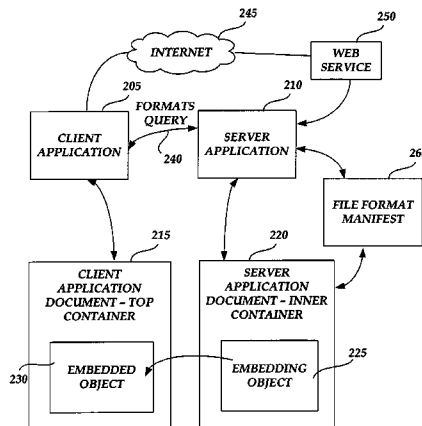 245
INTERNET
250
WEB
SERVICE
205
210
FORMATS
QUERY
CLIENT
APPLICATION
240
SERVER
APPLICATION
26
FILE FORMAT
MANIFEST
215
220
CLIENT
APPLICATION
DOCUMENT – TOP
CONTAINER
SERVER
APPLICATION
DOCUMENT – INNER
CONTAINER
230
EMBEDDED
OBJECT
EMBEDDING
OBJECT
225